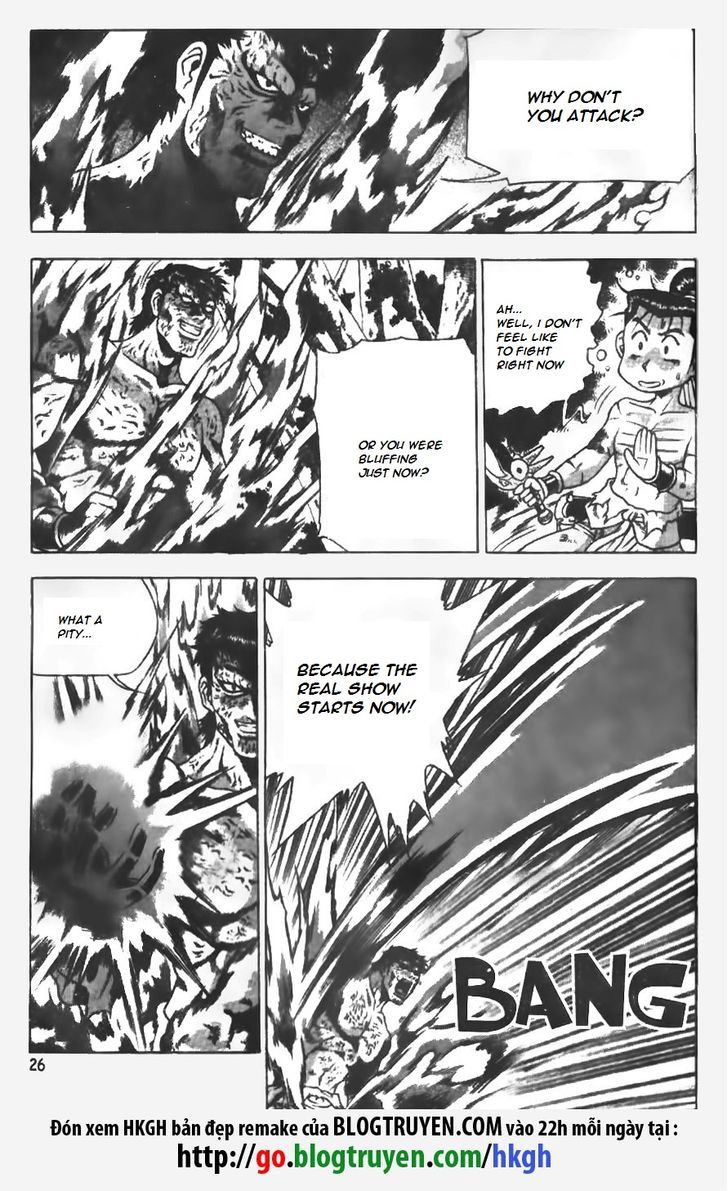 WHY DON'T
YOU ATTACK?
OR YOU WERE
BLUFFING
JUST NOW?
AH...
WELL, I DON'T
FEEL LIKE
TO FIGHT
RIGHT NOW
WHAT A
PITY...
BECAUSE THE
REAL SHOW
STARTS NOW!
BANG
26
Đón xem HKGH bản đẹp remake của BLOGTRUYEN.COM vào 22h mỗi ngày tại :
http://go.blogtruyen.com/hkgh